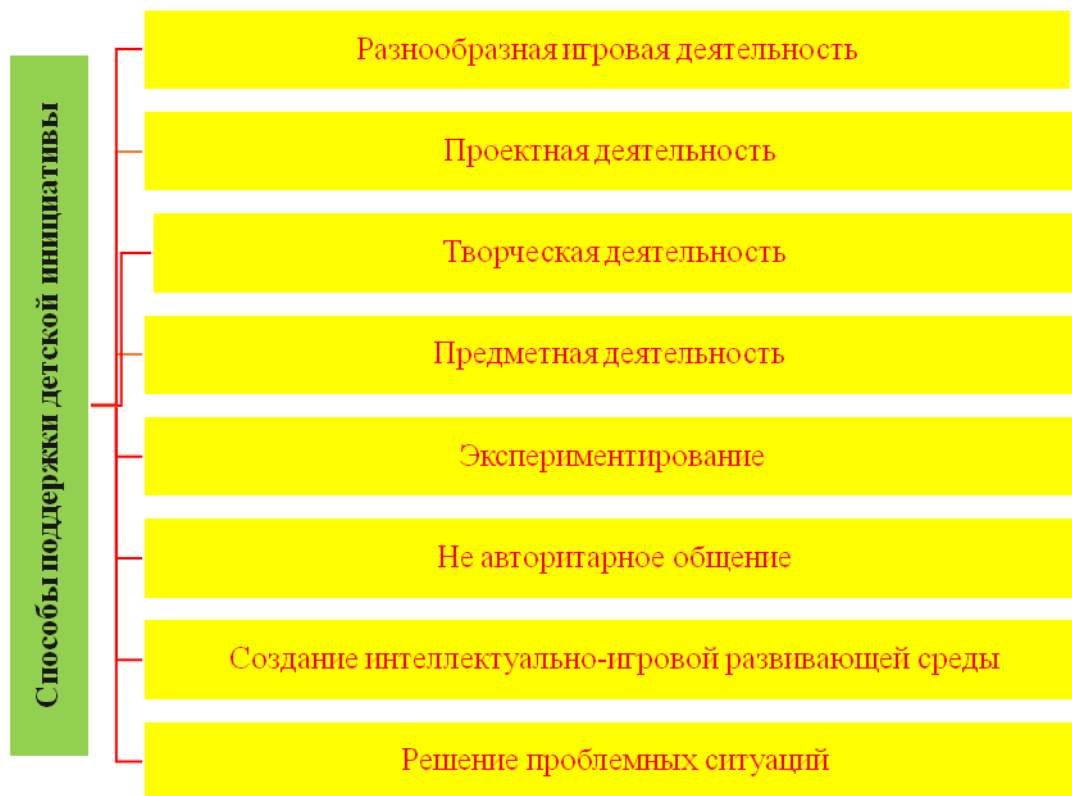 Способы поддержки детской инициативы
Разнообразная игровая деятельность
Проектная деятельность
Творческая деятельность
Предметная деятельность
Экспериментирование
Не авторитарное общение
Создание интеллектуально-игровой развивающей среды
Решение проблемных ситуаций